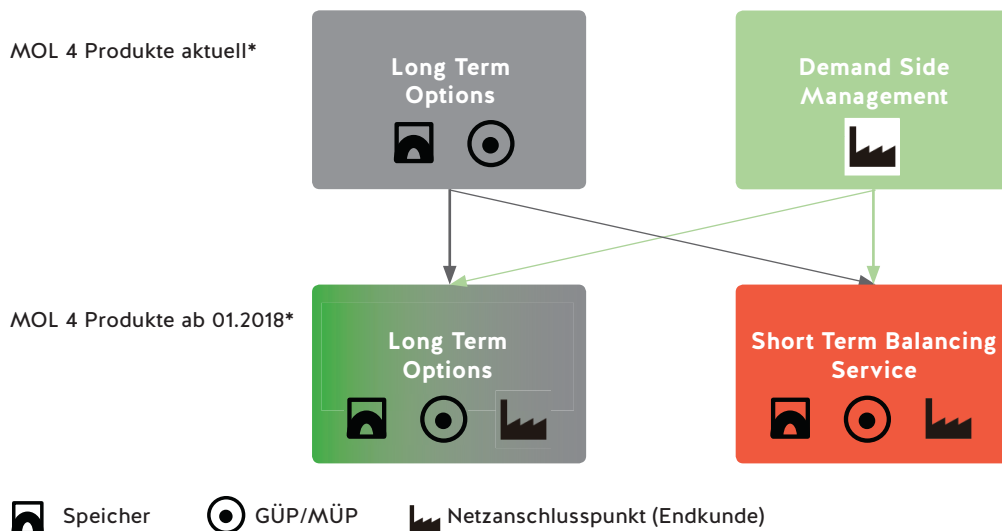 MOL 4 Produkte aktuell*
Long Term
Options
Demand Side
Management
MOL 4 Produkte ab 01.2018*
Long Term
Options
Short Term Balancing
Service
Speicher
GÜP/MÜP
Netzanschlusspunkt (Endkunde)